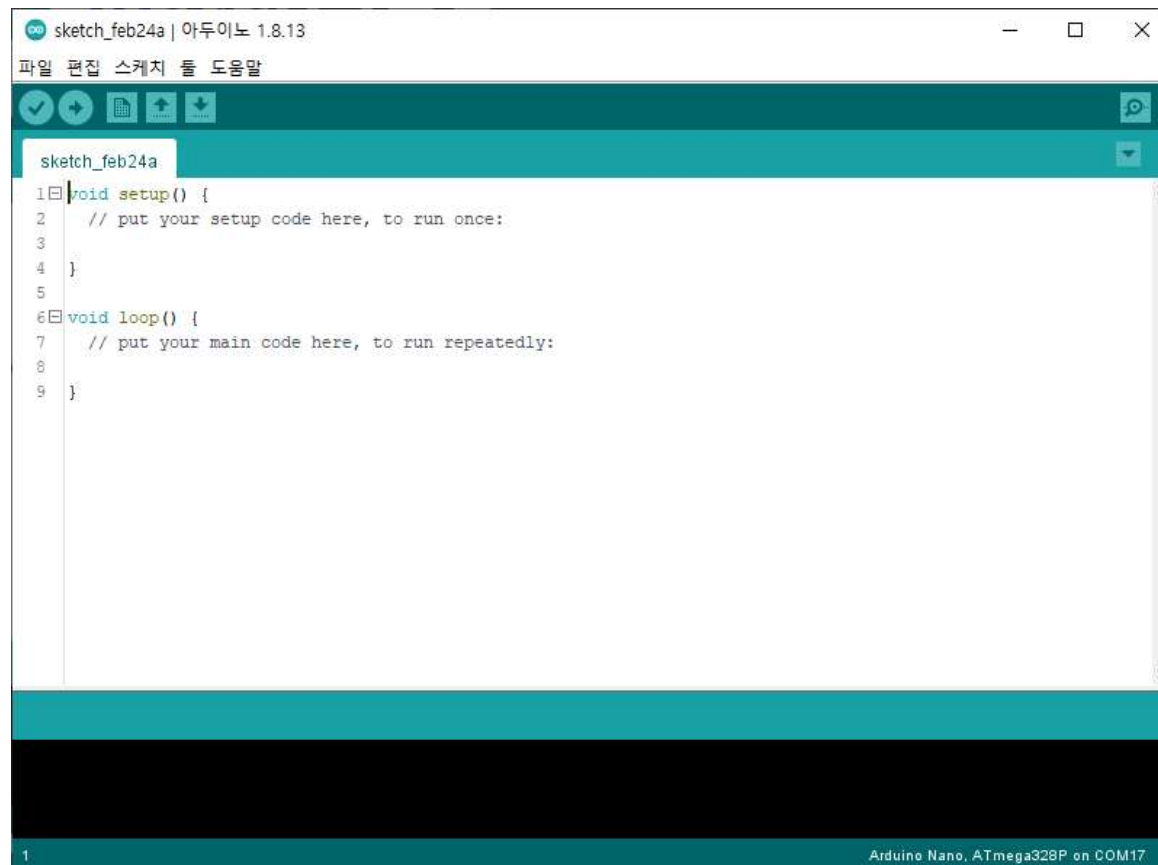 sketch_feb24a | 아두이노 1.8.13
파일 편집 스케치 툴 도움말
sketch_feb24a
1 void setup() {
2   // put your setup code here, to run once:
3
4 }
5
6 void loop() {
7   // put your main code here, to run repeatedly:
8
9 }
1 Arduino Nano, ATmega328P on COM17